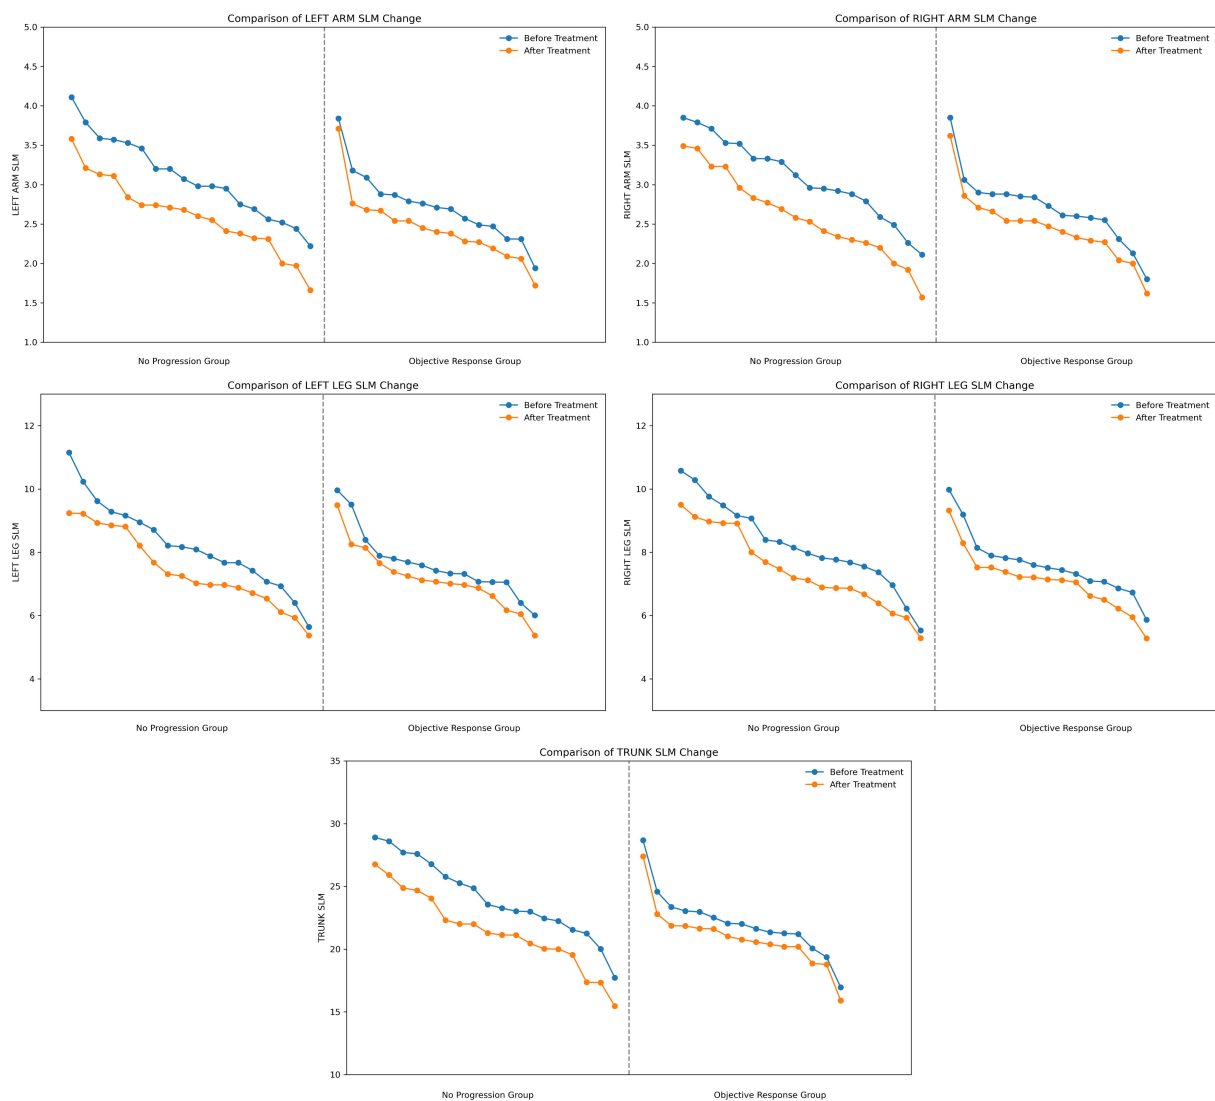 Comparison of LEFT ARM SLM Change
5.0
4.5
4.0
3.5
3.0
2.5
2.0
1.5
1.0
LEFT ARM SLM
Before Treatment
After Treatment
No Progression Group
Objective Response Group
Comparison of RIGHT ARM SLM Change
5.0
4.5
4.0
3.5
3.0
2.5
2.0
1.5
1.0
RIGHT ARM SLM
Before Treatment
After Treatment
No Progression Group
Objective Response Group
Comparison of LEFT LEG SLM Change
12
10
8
6
4
LEFT LEG SLM
Before Treatment
After Treatment
No Progression Group
Objective Response Group
Comparison of RIGHT LEG SLM Change
12
10
8
6
4
RIGHT LEG SLM
Before Treatment
After Treatment
No Progression Group
Objective Response Group
Comparison of TRUNK SLM Change
35
30
25
20
15
10
TRUNK SLM
Before Treatment
After Treatment
No Progression Group
Objective Response Group